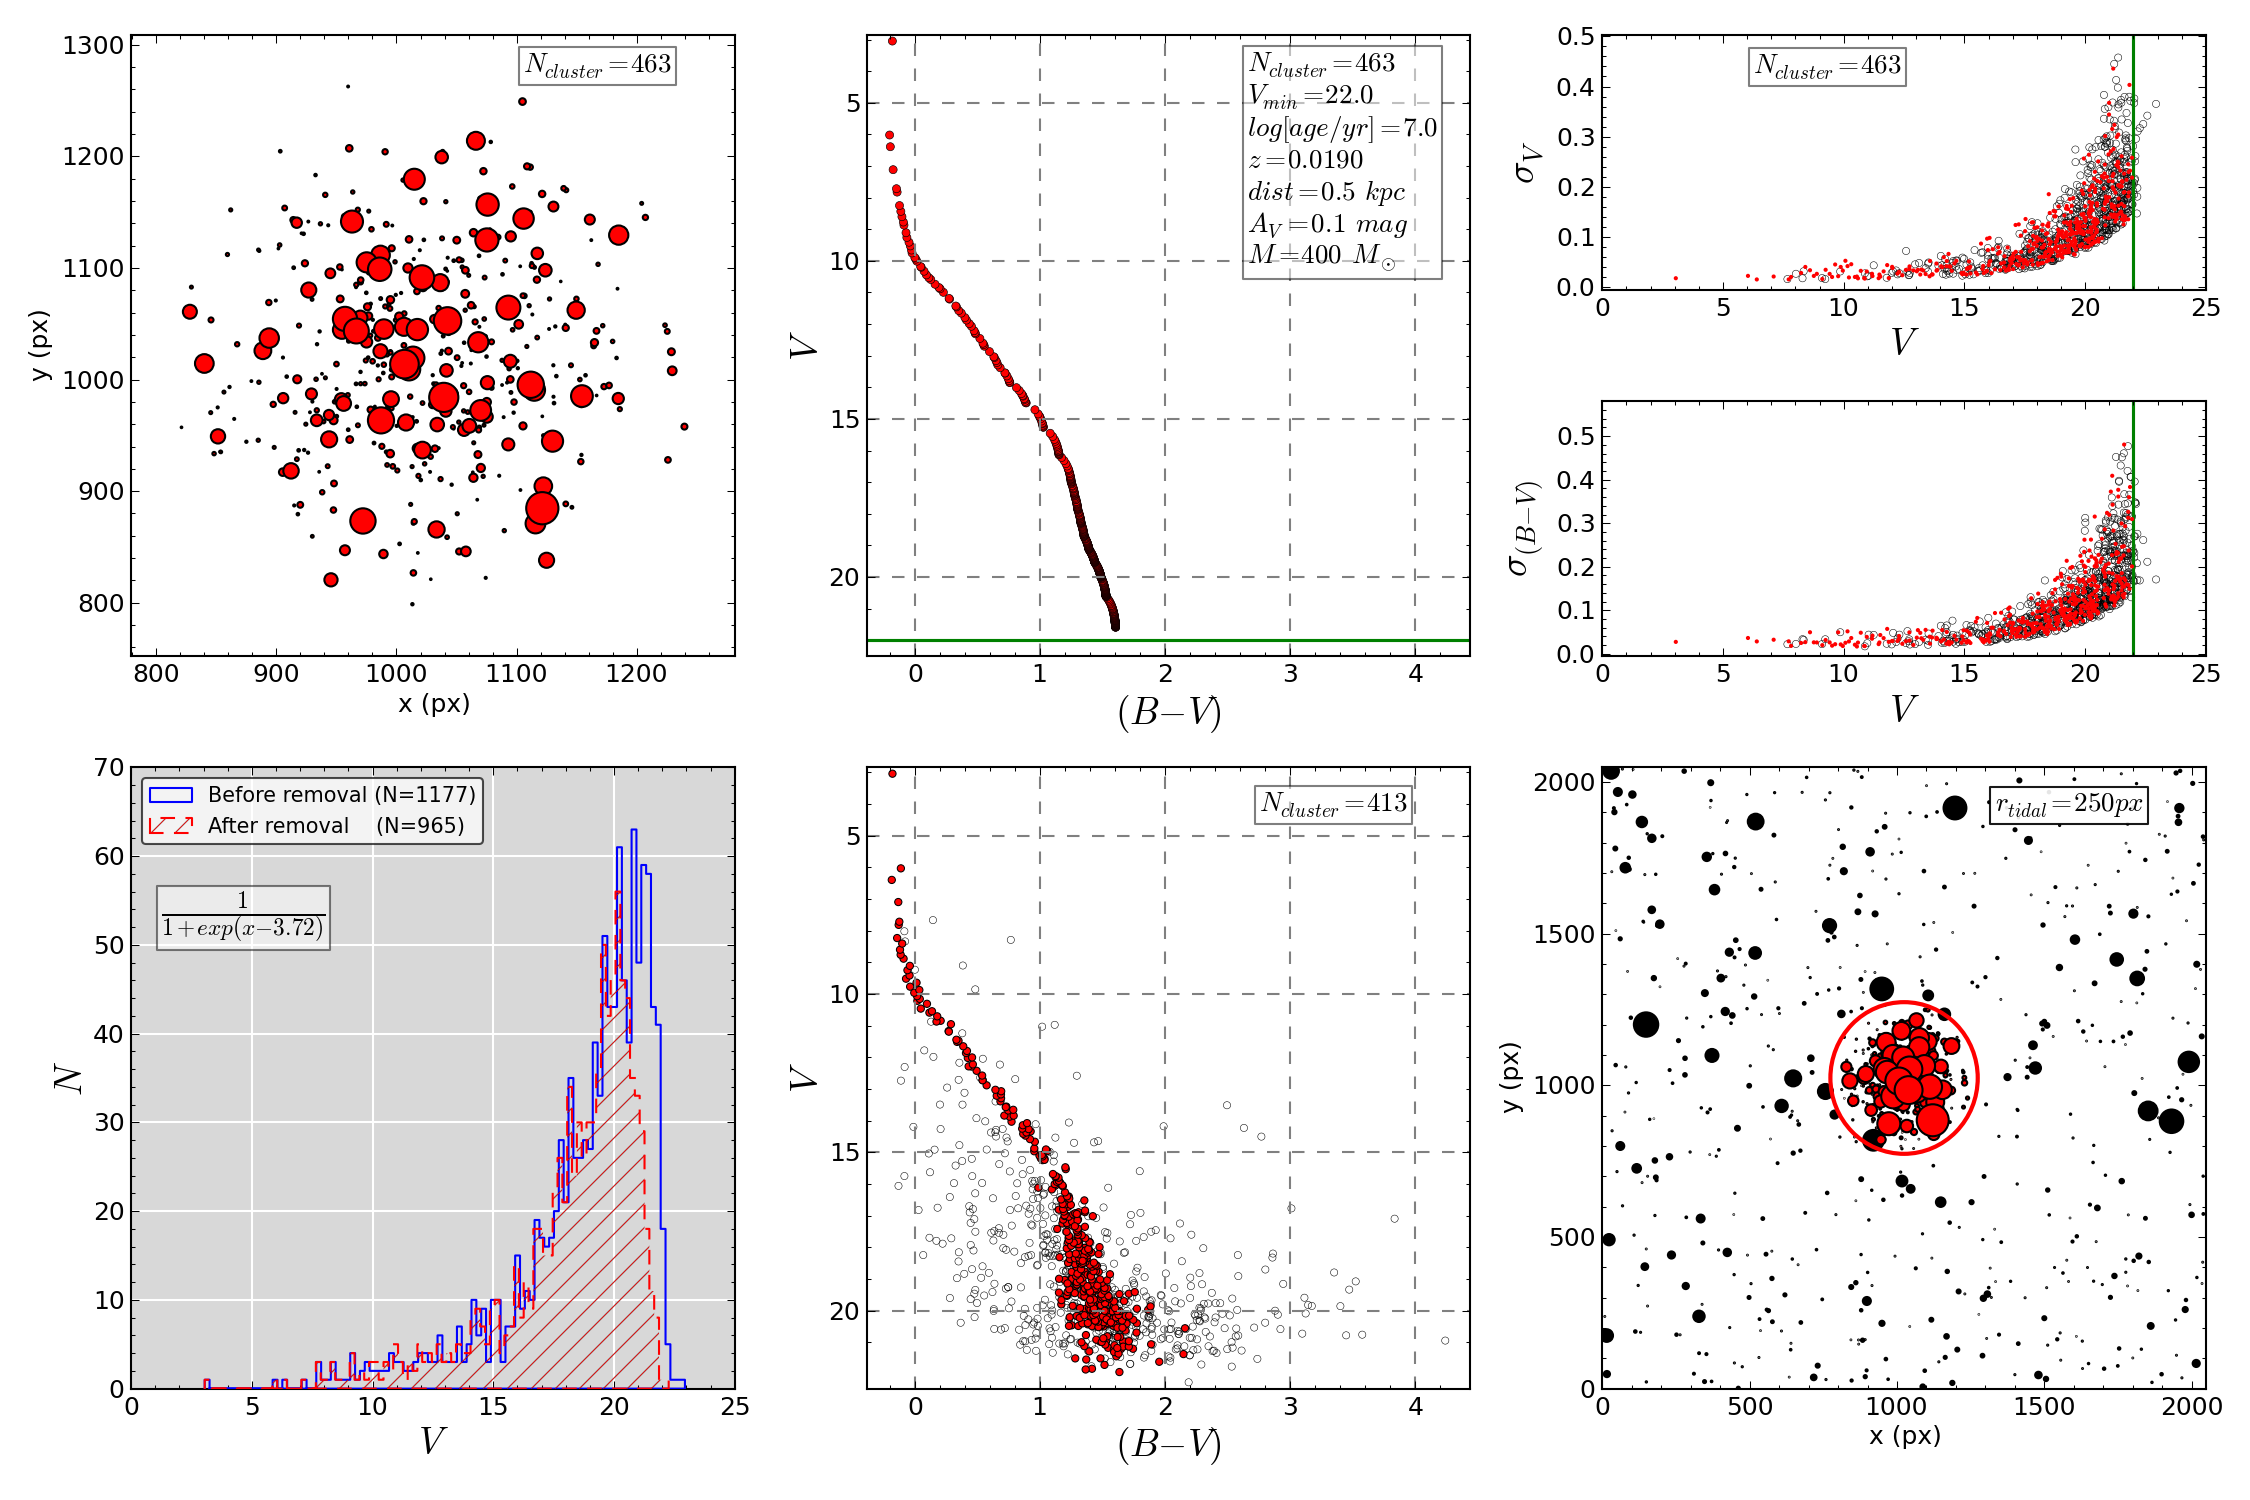 1300
1200
1100
1000
900
800
y (px)
800
900
1000
1100
1200
x (px)
N_cluster=463
5
10
15
20
V
0
1
2
3
4
(B−V)
N_cluster=463
V_min=22.0
log[age/yr]=7.0
z=0.0190
dist=0.5 kpc
A_V=0.1 mag
M=400 M_⊙
0.5
0.4
0.3
0.2
0.1
0.0
σ_V
0
5
10
15
20
25
V
N_cluster=463
0.5
0.4
0.3
0.2
0.1
0.0
σ_(B−V)
0
5
10
15
20
25
V
70
60
50
40
30
20
10
0
N
0
5
10
15
20
25
V
Before removal (N=1177)
After removal (N=965)
1
1+exp(x−3.72)
5
10
15
20
V
0
1
2
3
4
(B−V)
N_cluster=413
2000
1500
1000
500
0
y (px)
0
500
1000
1500
2000
x (px)
r_tidal=250px